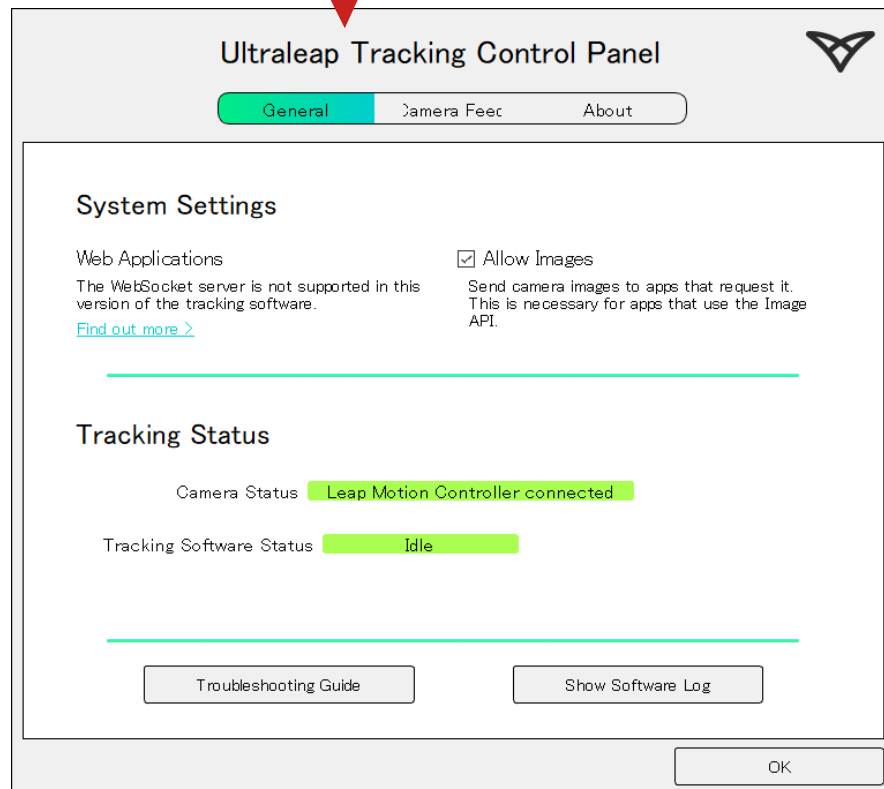 Ultraleap Tracking Control Panel
General
Camera Feed
About
System Settings
Web Applications
The WebSocket server is not supported in this
version of the tracking software.
Find out more >
Allow Images
Send camera images to apps that request it.
This is necessary for apps that use the Image
API.
Tracking Status
Camera Status Leap Motion Controller connected
Tracking Software Status Idle
Troubleshooting Guide
Show Software Log
OK